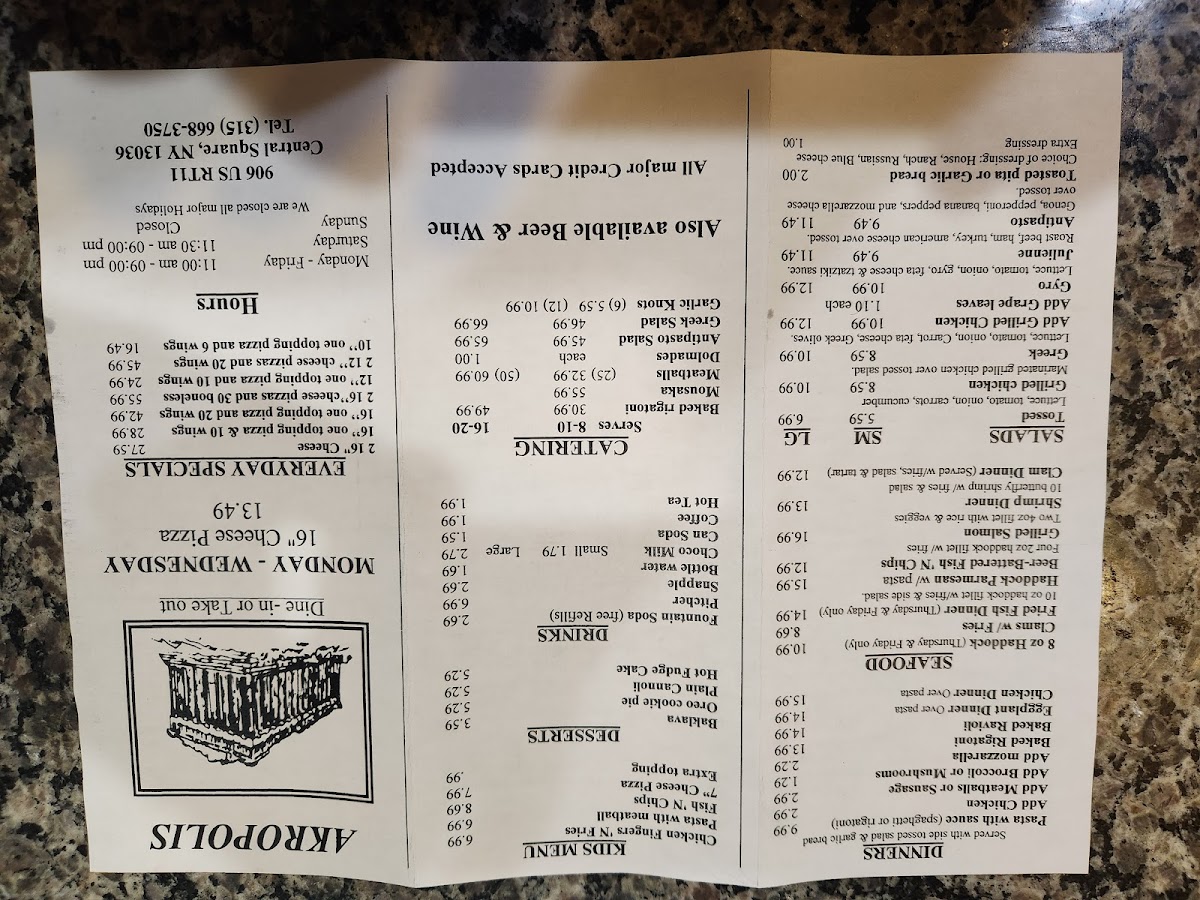 DINNERS
Served with side tossed salad & garlic bread
Pasta with sauce (spaghetti or rigatoni) 9.99
Add Chicken 2.99
Add Meatballs or Sausage 2.99
Add Broccoli or Mushrooms 1.29
Add mozzarella 2.29
Baked Rigatoni 13.99
Baked Ravioli 14.99
Eggplant Dinner Over pasta 14.99
Chicken Dinner Over pasta 15.99
SEAFOOD
8 oz Haddock (Thursday & Friday only) 10.99
Clams w/ Fries 8.69
Fried Fish Dinner (Thursday & Friday only) 14.99
10 oz haddock fillet w/fries & side salad.
Haddock Parmesan w/ pasta 15.99
Beer-Battered Fish 'N Chips 12.99
Four 2oz haddock fillet w/ fries
Grilled Salmon 16.99
Two 4oz fillet with rice & veggies
Shrimp Dinner 13.99
10 butterfly shrimp w/ fries & salad
Clam Dinner (Served w/fries, salad & tartar) 12.99
SALADS SM LG
Tossed 5.59 6.99
Lettuce, tomato, onion, carrots, cucumber
Grilled chicken 8.59 10.99
Marinated grilled chicken over tossed salad.
Greek 8.59 10.99
Lettuce, tomato, onion, Carrot, feta cheese, Greek olives.
Add Grilled Chicken 10.99 12.99
Add Grape leaves 1.10 each
Gyro 10.99 12.99
Lettuce, tomato, onion, gyro, feta cheese & tzatziki sauce.
Julienne 9.49 11.49
Roast beef, ham, turkey, american cheese over tossed.
Antipasto 9.49 11.49
Genoa, pepperoni, banana peppers, and mozzarella cheese
over tossed.
Toasted pita or Garlic bread 2.00
Choice of dressing: House, Ranch, Russian, Blue cheese
Extra dressing 1.00
KIDS MENU
Chicken Fingers 'N Fries 6.99
Pasta with meatball 6.99
Fish 'N Chips 8.69
7” Cheese Pizza 7.99
Extra topping .99
DESSERTS
Baklava 3.59
Oreo cookie pie 5.29
Plain Cannoli 5.29
Hot Fudge Cake 5.29
DRINKS
Fountain Soda (free Refills) 2.69
Pitcher 6.99
Snapple 2.69
Bottle water 1.69
Choco Milk Small 1.79 Large 2.79
Can Soda 1.59
Coffee 1.99
Hot Tea 1.99
CATERING
Serves 8-10 16-20
Baked rigatoni 30.99 49.99
Mousaka 55.99
Meatballs (25) 32.99 (50) 60.99
Dolmades each 1.00
Antipasto Salad 45.99 65.99
Greek Salad 46.99 66.99
Garlic Knots (6) 5.59 (12) 10.99
Also available Beer & Wine
All major Credit Cards Accepted
AKROPOLIS
Dine -in or Take out
MONDAY - WEDNESDAY
16" Cheese Pizza
13.49
EVERYDAY SPECIALS
2 16" Cheese 27.59
16” one topping pizza & 10 wings 28.99
16” one topping pizza and 20 wings 42.99
2 16”cheese pizzas and 30 boneless 55.99
12” one topping pizza and 10 wings 24.99
2 12” cheese pizzas and 20 wings 45.99
10” one topping pizza and 6 wings 16.49
Hours
Monday - Friday 11:00 am - 09:00 pm
Saturday 11:30 am - 09:00 pm
Sunday Closed
We are closed all major Holidays
906 US RT11
Central Square, NY 13036
Tel. (315) 668-3750